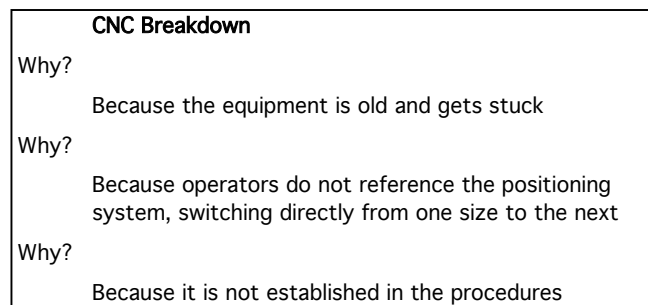 CNC Breakdown
Why?
Because the equipment is old and gets stuck
Why?
Because operators do not reference the positioning
system, switching directly from one size to the next
Why?
Because it is not established in the procedures